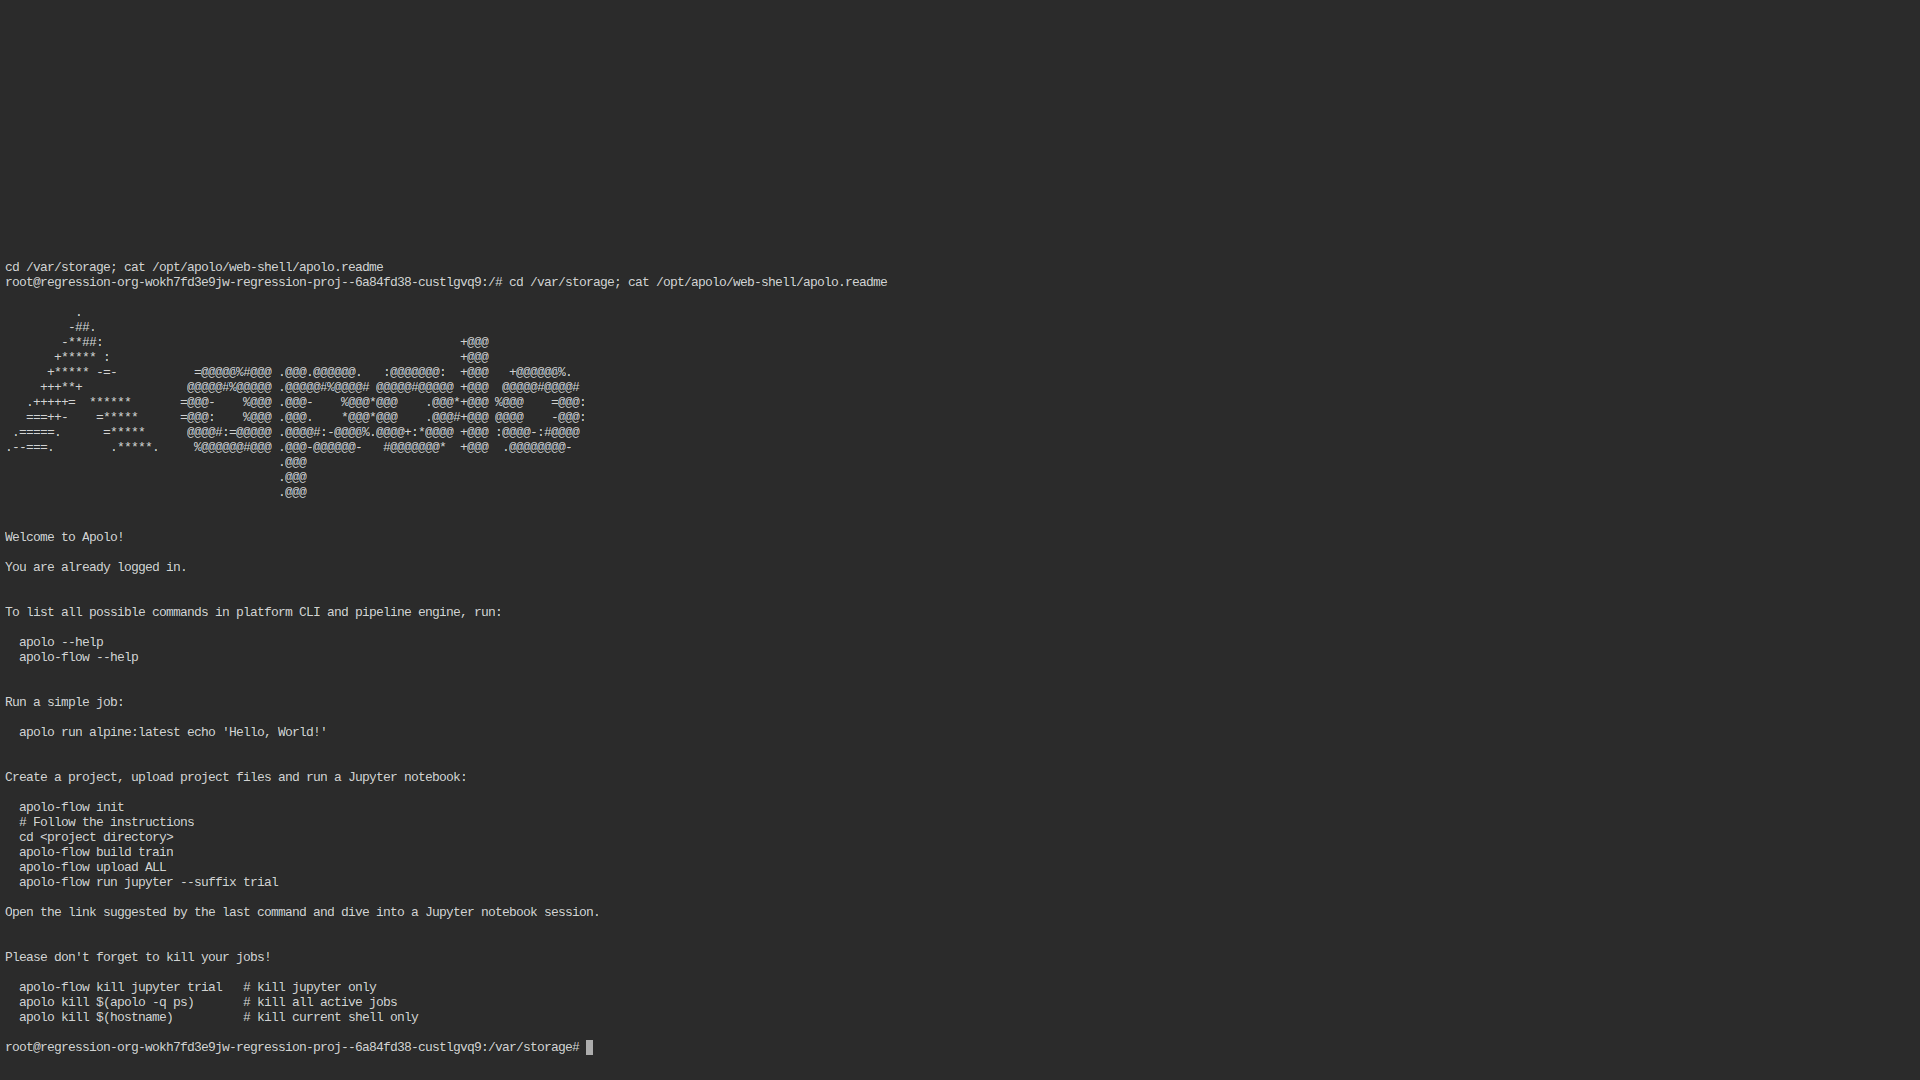 cd /var/storage; cat /opt/apolo/web-shell/apolo.readme
root@regression-org-wokh7fd3e9jw-regression-proj--6a84fd38-custlgvq9:/# cd /var/storage; cat /opt/apolo/web-shell/apolo.readme
          .
         -##.
        -**##:                                                   +@@@
       +***** :                                                  +@@@
      +***** -=-           =@@@@@%#@@@ .@@@.@@@@@@.   :@@@@@@@:  +@@@   +@@@@@@%.
     +++**+               @@@@@#%@@@@@ .@@@@@#%@@@@# @@@@@#@@@@@ +@@@  @@@@@#@@@@#
   .+++++=  ******       =@@@-    %@@@ .@@@-    %@@@*@@@    .@@@*+@@@ %@@@    =@@@:
   ===++-    =*****      =@@@:    %@@@ .@@@.    *@@@*@@@    .@@@#+@@@ @@@@    -@@@:
 .=====.      =*****      @@@@#:=@@@@@ .@@@@#:-@@@@%.@@@@+:*@@@@ +@@@ :@@@@-:#@@@@
.--===.        .*****.     %@@@@@@#@@@ .@@@-@@@@@@-   #@@@@@@@*  +@@@  .@@@@@@@@-
                                       .@@@
                                       .@@@
                                       .@@@
Welcome to Apolo!
You are already logged in.
To list all possible commands in platform CLI and pipeline engine, run:
  apolo --help
  apolo-flow --help
Run a simple job:
  apolo run alpine:latest echo 'Hello, World!'
Create a project, upload project files and run a Jupyter notebook:
  apolo-flow init
  # Follow the instructions
  cd <project directory>
  apolo-flow build train
  apolo-flow upload ALL
  apolo-flow run jupyter --suffix trial
Open the link suggested by the last command and dive into a Jupyter notebook session.
Please don't forget to kill your jobs!
  apolo-flow kill jupyter trial   # kill jupyter only
  apolo kill $(apolo -q ps)       # kill all active jobs
  apolo kill $(hostname)          # kill current shell only
root@regression-org-wokh7fd3e9jw-regression-proj--6a84fd38-custlgvq9:/var/storage#